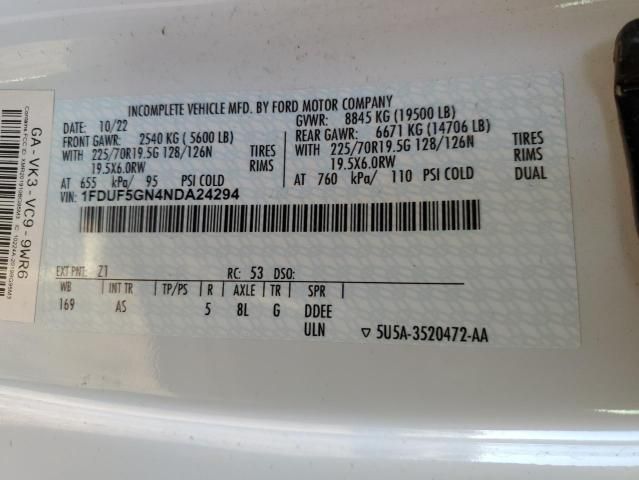 INCOMPLETE VEHICLE MFD. BY FORD MOTOR COMPANY
DATE: 10/22 GVWR: 8845 KG (19500 LB)
FRONT GAWR: 2540 KG ( 5600 LB) REAR GAWR: 6671 KG (14706 LB)
WITH 225/70R19.5G 128/126N TIRES WITH 225/70R19.5G 128/126N TIRES
19.5X6.0RW RIMS 19.5X6.0RW RIMS
AT 655 kPa/ 95 PSI COLD AT 760 kPa/ 110 PSI COLD
VIN: 1FDUF5GN4NDA24294
EXT PNT: Z1 RC: 53 DSO:
WB INT TR TP/PS R AXLE TR SPR
169 AS 5 8L G DDEE
ULN 5U5A-3520472-AA
GA - VK3 - VC9 - 9WR6